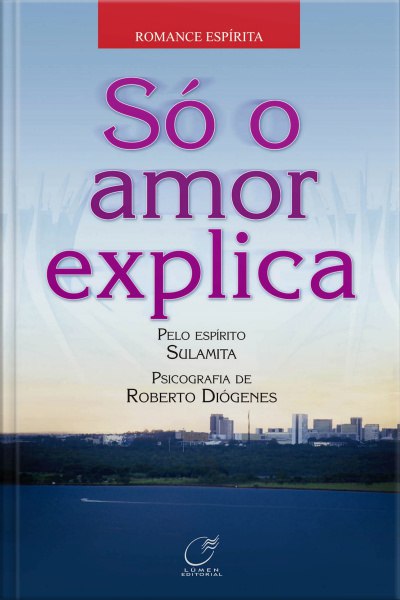 ROMANCE ESPÍRITA
Só o
amor
explica
PELO ESPÍRITO
SULAMITA
PSICOGRAFIA DE
ROBERTO DIÓGENES
LÚMEN
EDITORIAL